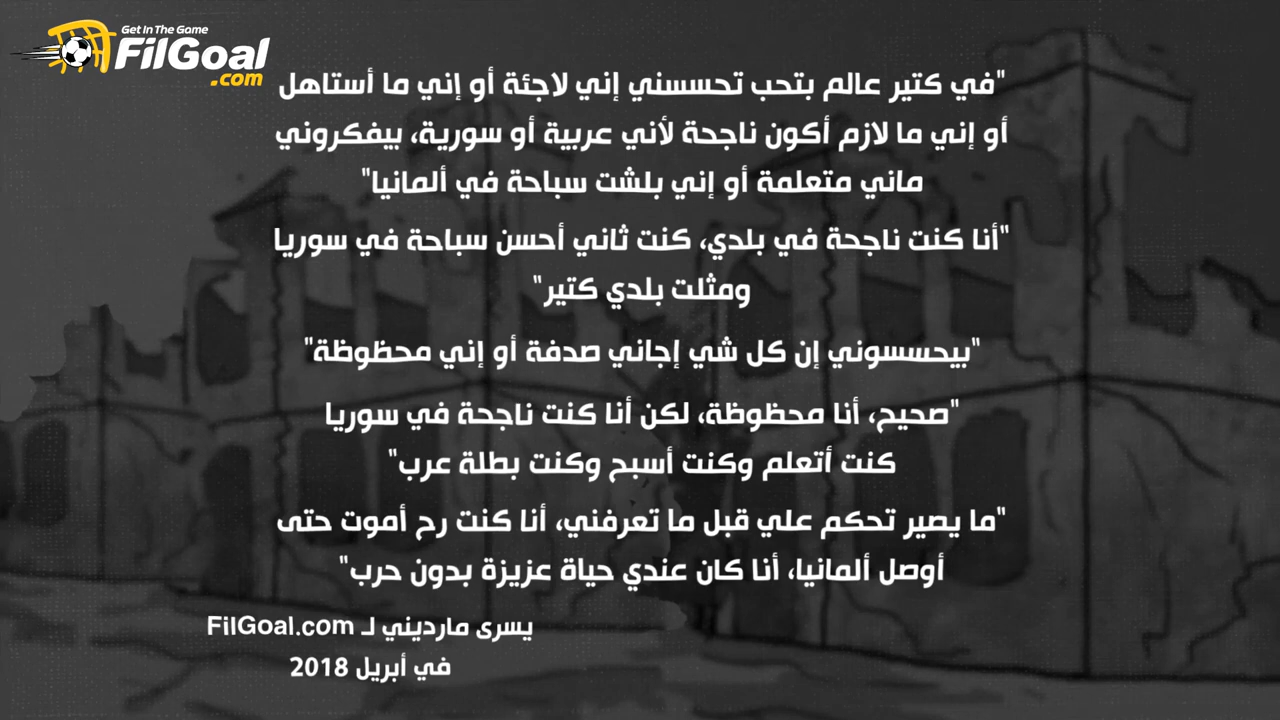 Get In The Game
FilGoal
.com
"في كتير عالم بتحب تحسسني إني لاجئة أو إني ما أستاهل
أو إني ما لازم أكون ناجحة لأني عربية أو سورية، بيفكروني
ماني متعلمة أو إني بلشت سباحة في ألمانيا"
"أنا كنت ناجحة في بلدي، كنت ثاني أحسن سباحة في سوريا
ومثلت بلدي كتير"
"بيحسسوني إن كل شي إجاني صدفة أو إني محظوظة"
"صحيح، أنا محظوظة، لكن أنا كنت ناجحة في سوريا
كنت أتعلم وكنت أسبح وكنت بطلة عرب"
"ما يصير تحكم علي قبل ما تعرفني، أنا كنت رح أموت حتى
أوصل ألمانيا، أنا كان عندي حياة عزيزة بدون حرب"
يسرى مارديني لـ FilGoal.com
في أبريل 2018